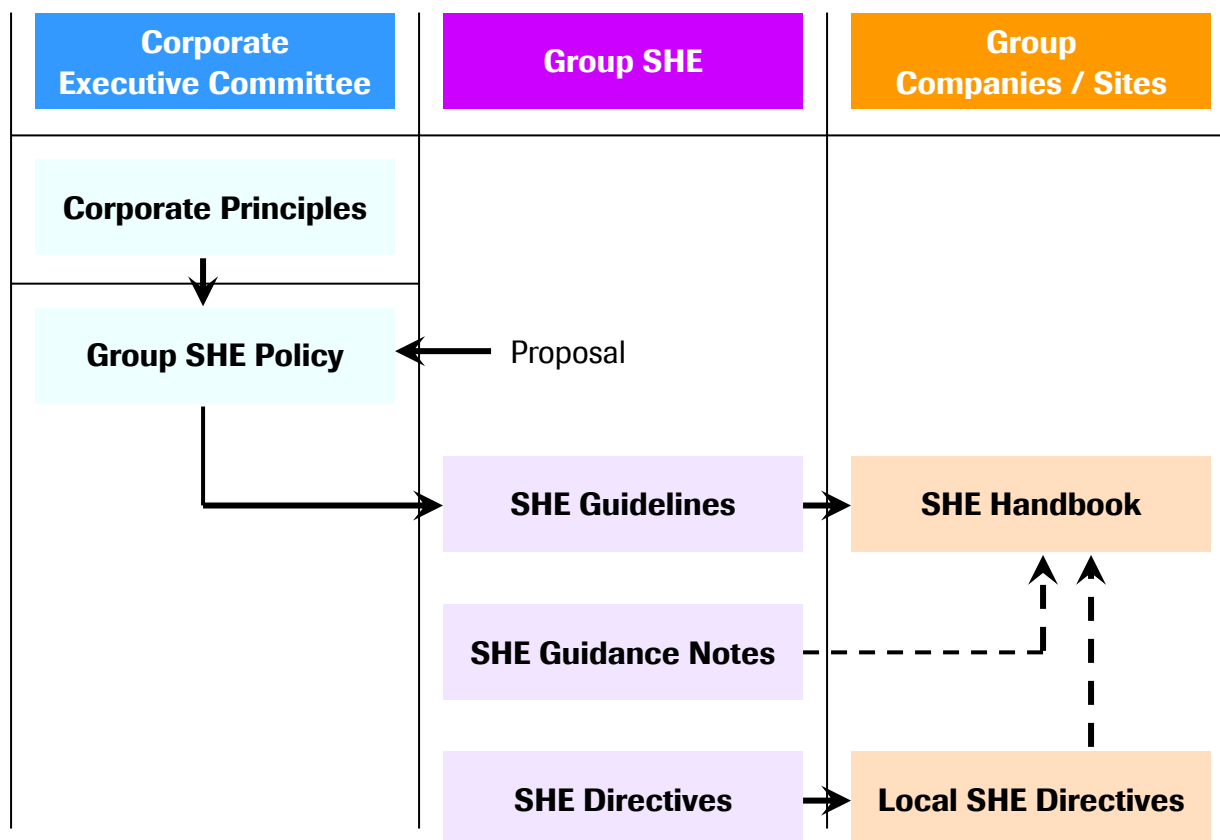 Corporate
Executive Committee
Group SHE
Group
Companies / Sites
Corporate Principles
Group SHE Policy
Proposal
SHE Guidelines
SHE Handbook
SHE Guidance Notes
SHE Directives
Local SHE Directives